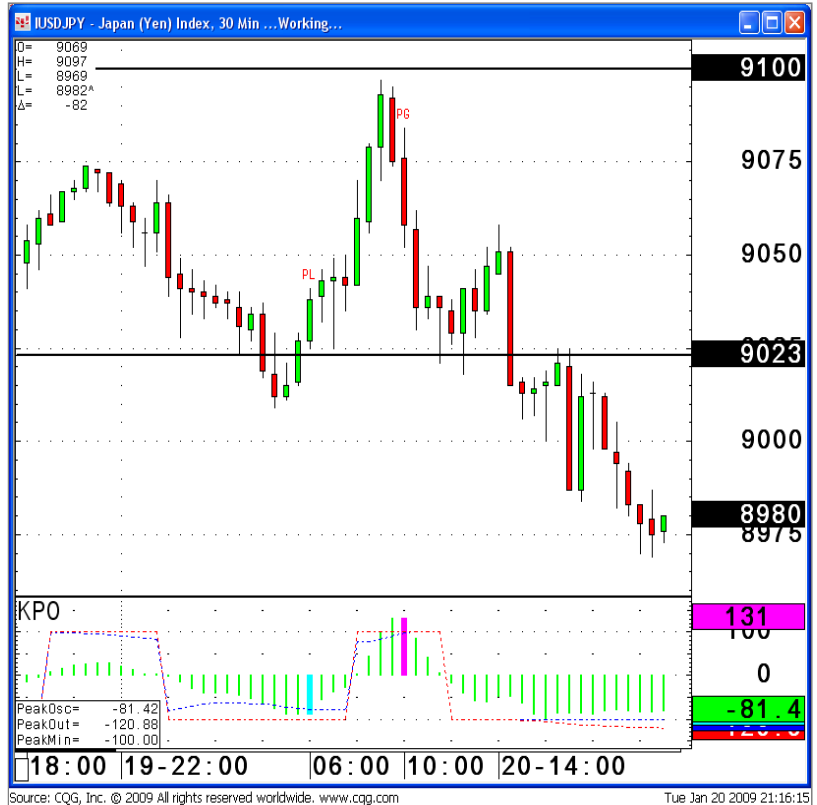 IUSDJPY - Japan (Yen) Index, 30 Min ...Working...
O= 9069
H= 9097
L= 8969
L= 8982^
Δ= -82
9100
PG
9075
9050
PL
9023
9000
8980
8975
KPO
131
100
0
PeakOsc= -81.42
PeakOut= -120.88
PeakMin= -100.00
-81.4
18:00 19-22:00 06:00 10:00 20-14:00
Source: CQG, Inc. © 2009 All rights reserved worldwide. www.cqg.com Tue Jan 20 2009 21:16:15